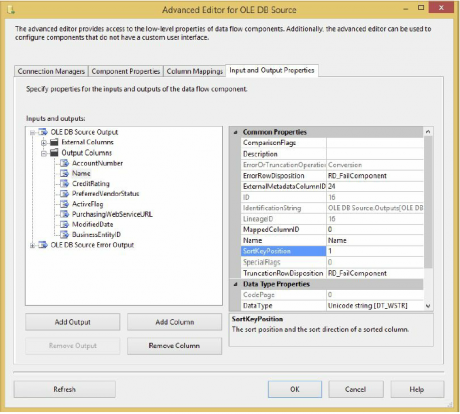 Advanced Editor for OLE DB Source
The advanced editor provides access to the low-level properties of data flow components. Additionally, the advanced editor can be used to
configure components that do not have a custom user interface.
Connection Managers
Component Properties
Column Mappings
Input and Output Properties
Specify properties for the inputs and outputs of the data flow component.
Inputs and outputs:
OLE DB Source Output
External Columns
Output Columns
AccountNumber
Name
CreditRating
PreferredVendorStatus
ActiveFlag
PurchasingWebServiceURL
ModifiedDate
BusinessEntityID
OLE DB Source Error Output
Common Properties
ComparisonFlags
Description
ErrorOrTruncationOperation Conversion
ErrorRowDisposition RD_FailComponent
ExternalMetadataColumnID 24
ID 16
IdentificationString OLE DB Source.Outputs[OLE DB
LineageID 16
MappedColumnID 0
Name Name
SortKeyPosition 1
SpecialFlags 0
TruncationRowDisposition RD_FailComponent
Data Type Properties
CodePage 0
DataType Unicode string [DT_WSTR]
SortKeyPosition
The sort position and the sort direction of a sorted column.
Add Output
Add Column
Remove Output
Remove Column
Refresh
OK
Cancel
Help